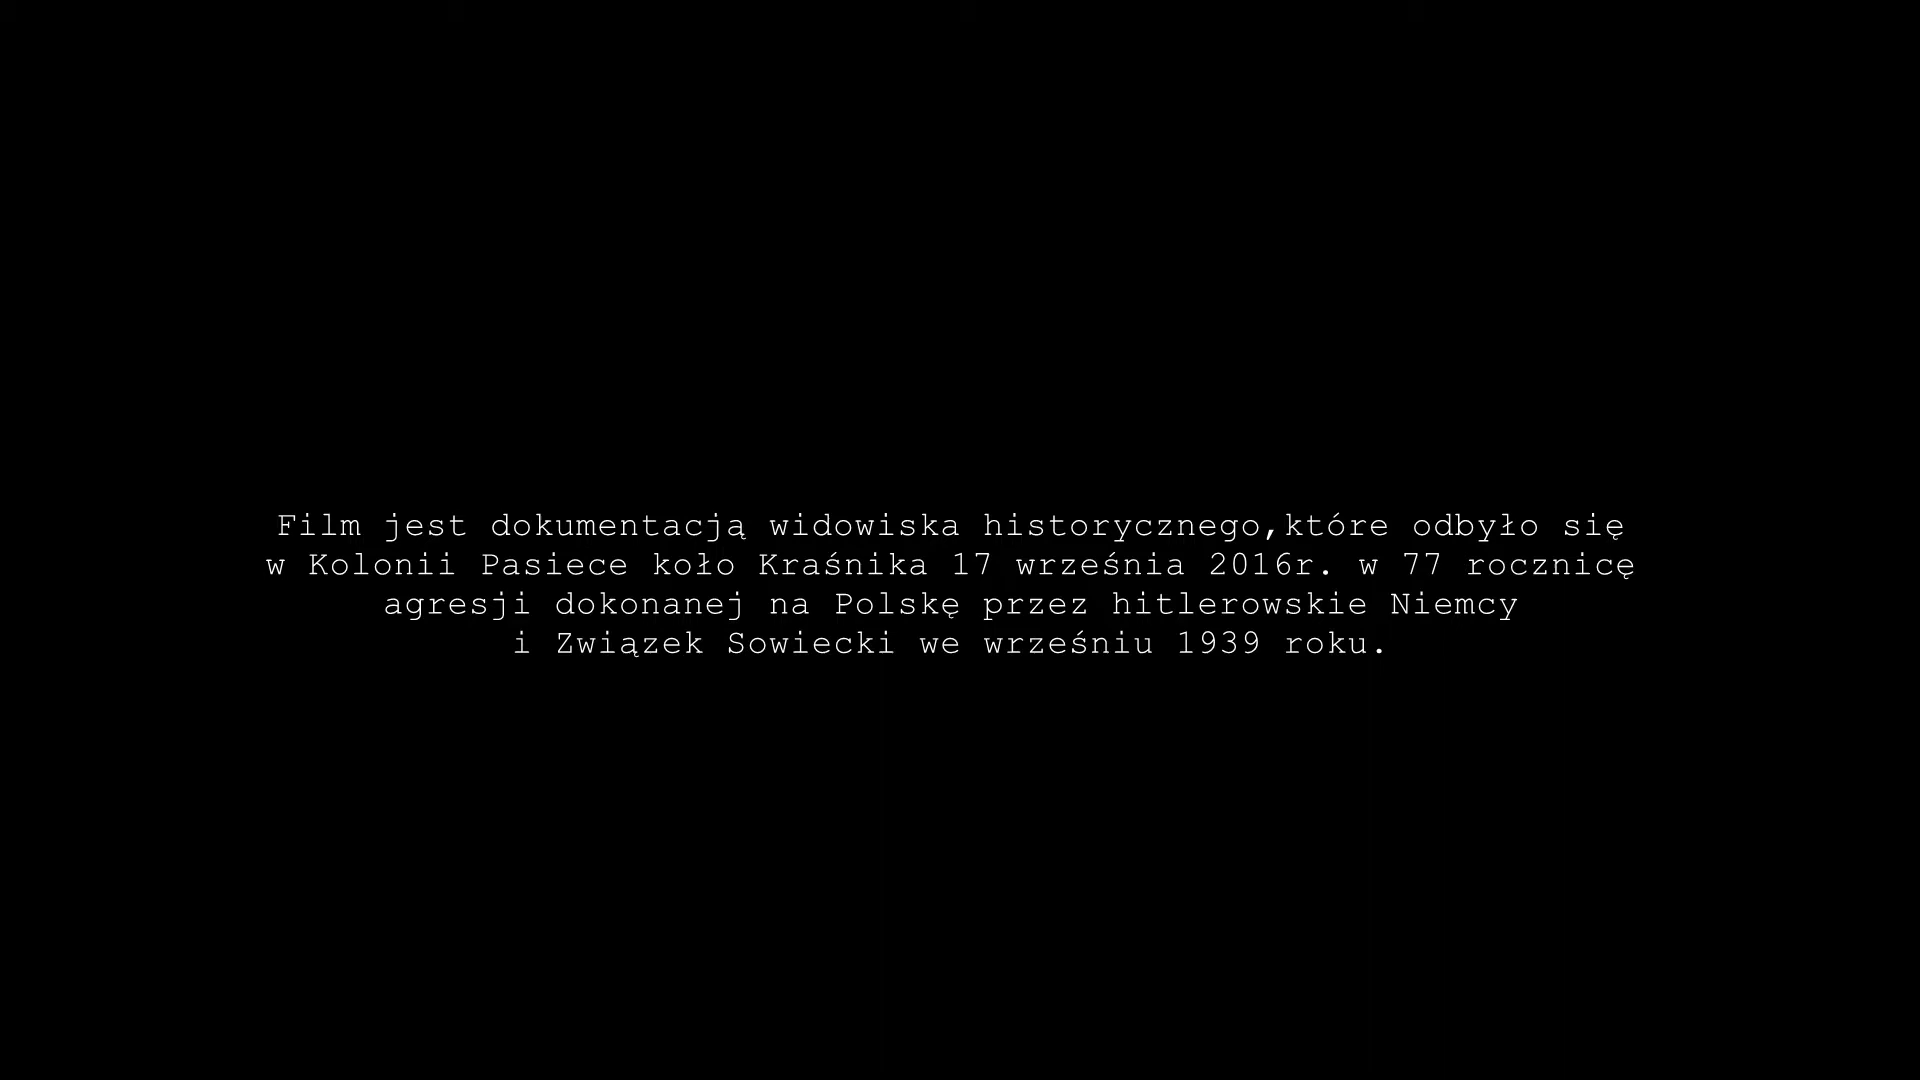 Film jest dokumentacją widowiska historycznego,które odbyło się
w Kolonii Pasiece koło Kraśnika 17 września 2016r. w 77 rocznicę
agresji dokonanej na Polskę przez hitlerowskie Niemcy
i Związek Sowiecki we wrześniu 1939 roku.